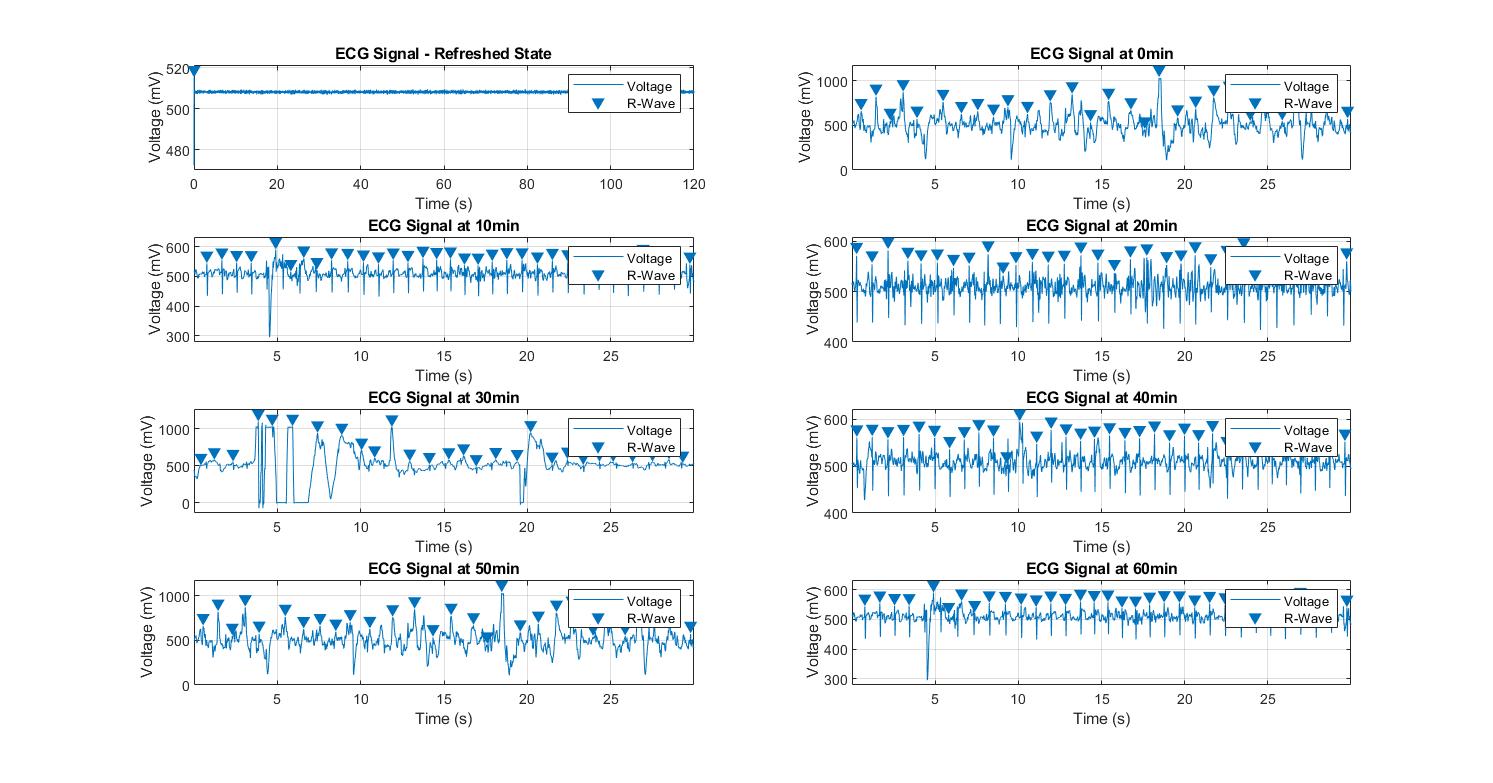 ECG Signal - Refreshed State
520
500
480
Voltage (mV)
Voltage
R-Wave
0 20 40 60 80 100 120
Time (s)
ECG Signal at 0min
1000
500
0
Voltage (mV)
Voltage
R-Wave
5 10 15 20 25
Time (s)
ECG Signal at 10min
600
500
400
300
Voltage (mV)
Voltage
R-Wave
5 10 15 20 25
Time (s)
ECG Signal at 20min
600
500
400
Voltage (mV)
Voltage
R-Wave
5 10 15 20 25
Time (s)
ECG Signal at 30min
1000
500
0
Voltage (mV)
Voltage
R-Wave
5 10 15 20 25
Time (s)
ECG Signal at 40min
600
500
400
Voltage (mV)
Voltage
R-Wave
5 10 15 20 25
Time (s)
ECG Signal at 50min
1000
500
0
Voltage (mV)
Voltage
R-Wave
5 10 15 20 25
Time (s)
ECG Signal at 60min
600
500
400
300
Voltage (mV)
Voltage
R-Wave
5 10 15 20 25
Time (s)